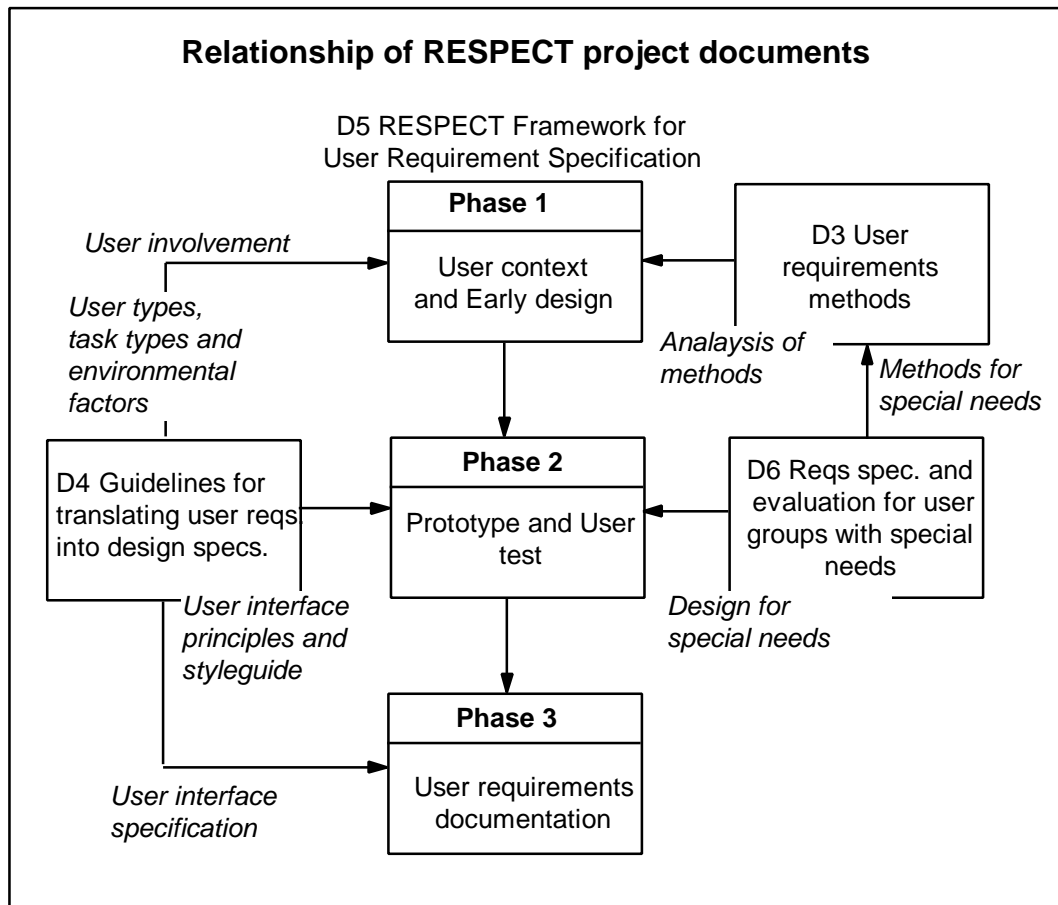 Relationship of RESPECT project documents
D5 RESPECT Framework for
User Requirement Specification
Phase 1
User context
and Early design
User involvement
User types,
task types and
environmental
factors
D3 User
requirements
methods
Analaysis of
methods
Methods for
special needs
D4 Guidelines for
translating user reqs.
into design specs.
Phase 2
Prototype and User
test
D6 Reqs spec. and
evaluation for user
groups with special
needs
User interface
principles and
styleguide
Design for
special needs
Phase 3
User requirements
documentation
User interface
specification